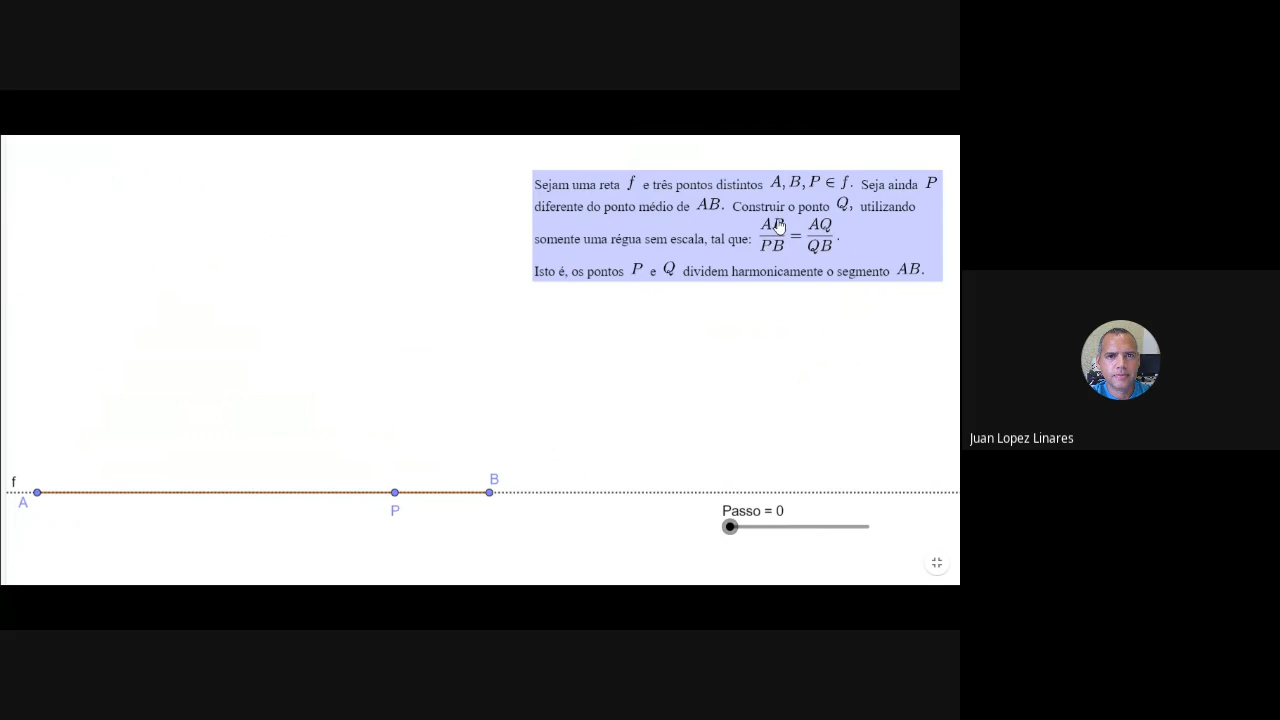 Sejam uma reta f e três pontos distintos A, B, P ∈ f. Seja ainda P
diferente do ponto médio de AB. Construir o ponto Q, utilizando
somente uma régua sem escala, tal que: AP/PB = AQ/QB.
Isto é, os pontos P e Q dividem harmonicamente o segmento AB.
Juan Lopez Linares
f
A
P
B
Passo = 0